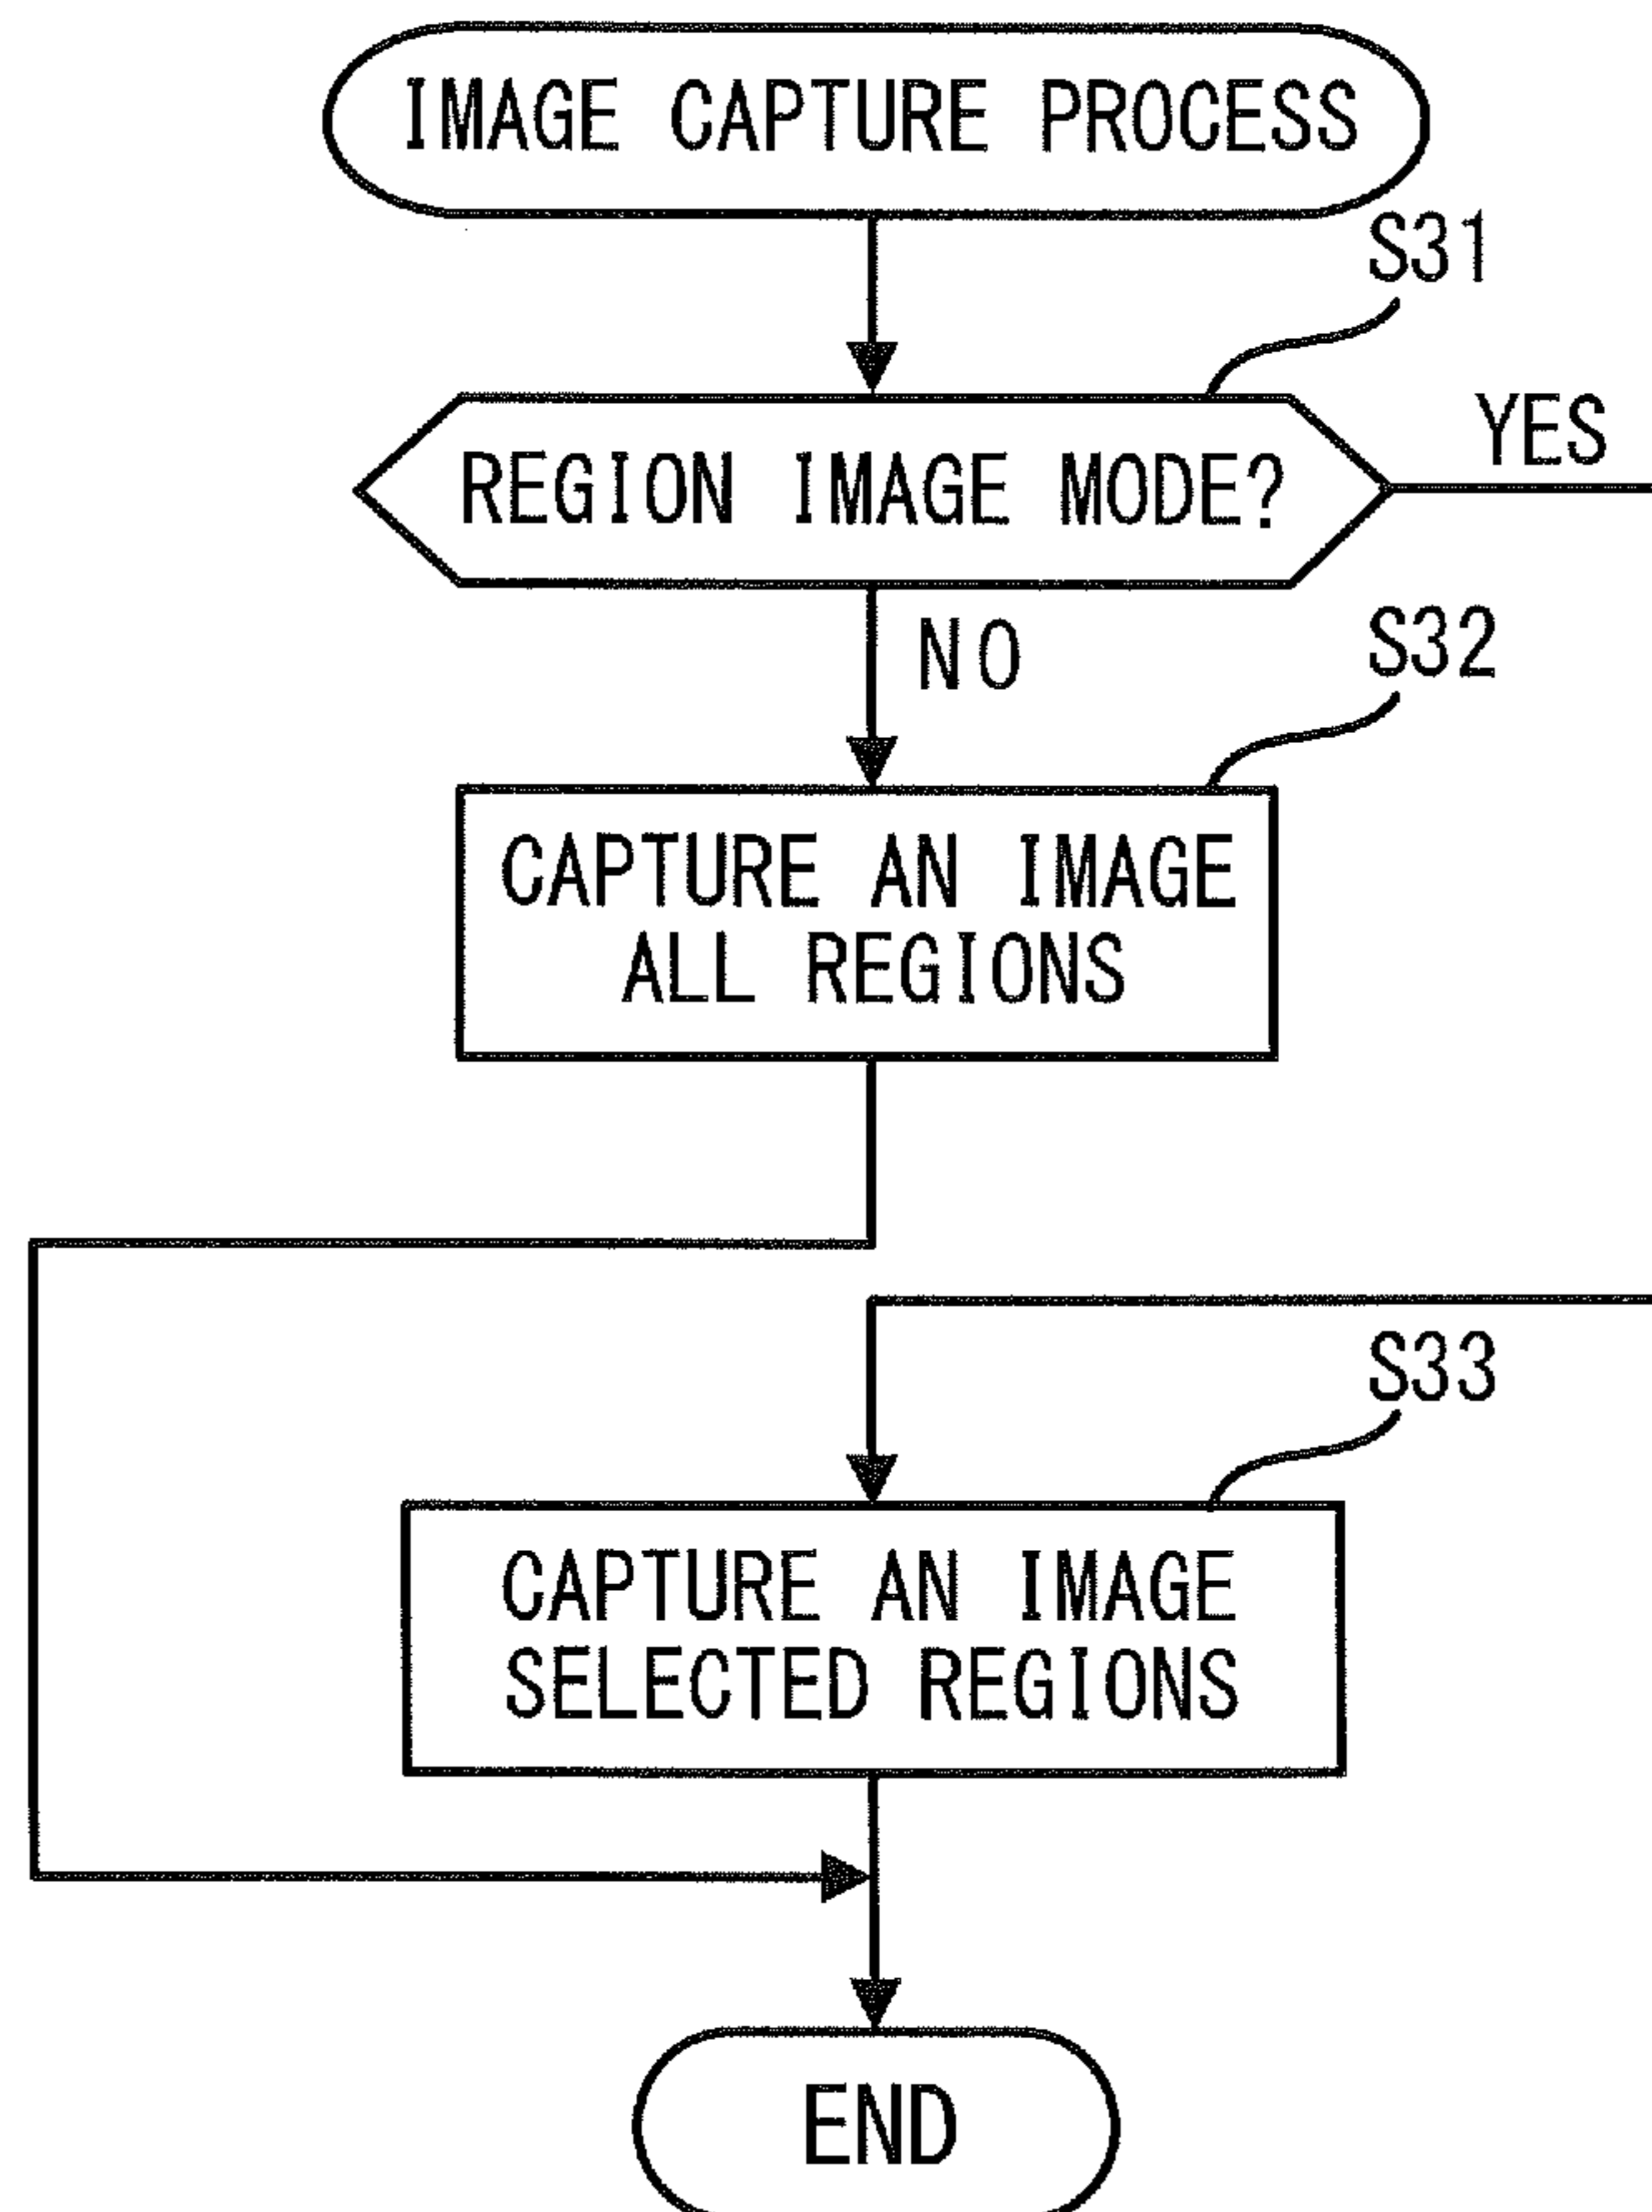 IMAGE CAPTURE PROCESS
S31
REGION IMAGE MODE?
YES
NO
S32
CAPTURE AN IMAGE
ALL REGIONS
S33
CAPTURE AN IMAGE
SELECTED REGIONS
END